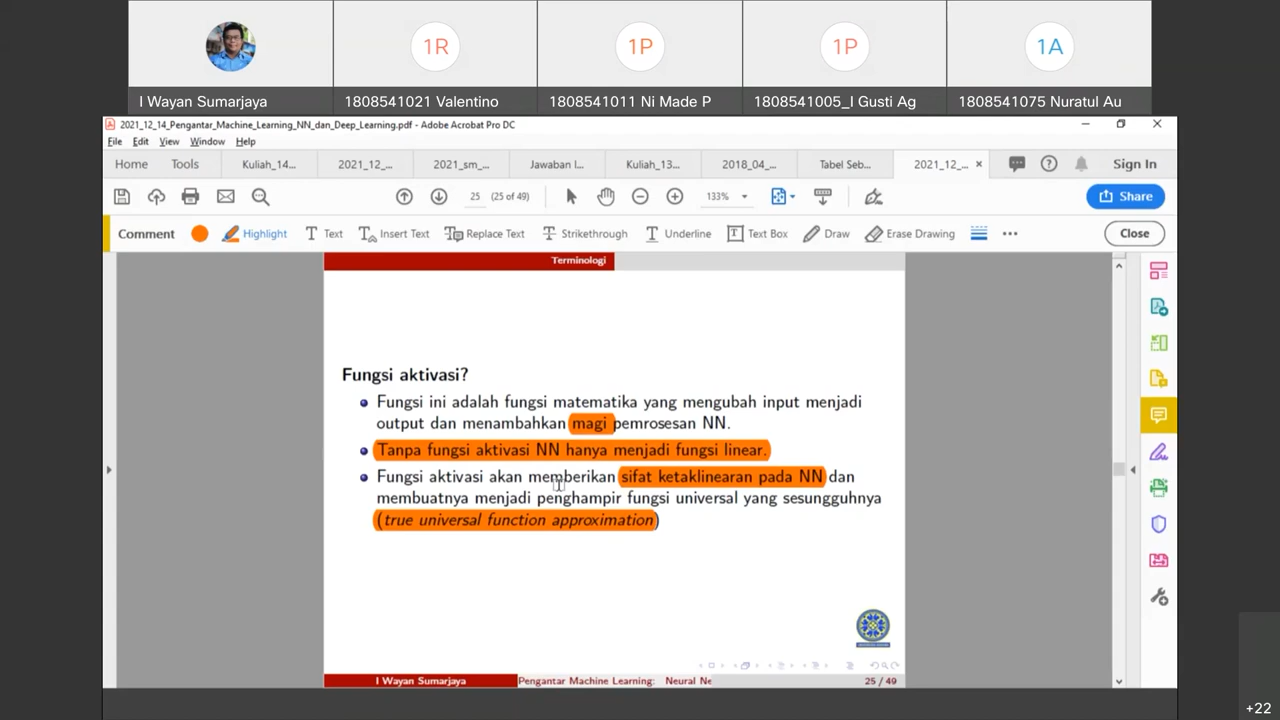 1R
1P
1P
1A
I Wayan Sumarjaya
1808541021 Valentino
1808541011 Ni Made P
1808541005_I Gusti Ag
1808541075 Nuratul Au
2021_12_14_Pengantar_Machine_Learning_NN_dan_Deep_Learning.pdf - Adobe Acrobat Pro DC
File Edit View Window Help
Home Tools Kuliah_14... 2021_12_... 2021_sm_... Jawaban I... Kuliah_13... 2018_04_... Tabel Seb... 2021_12_... × Sign In
25 (25 of 49) 133% Share
Comment Highlight Text Insert Text Replace Text Strikethrough Underline Text Box Draw Erase Drawing Close
Terminologi
Fungsi aktivasi?
Fungsi ini adalah fungsi matematika yang mengubah input menjadi
output dan menambahkan magi pemrosesan NN.
Tanpa fungsi aktivasi NN hanya menjadi fungsi linear.
Fungsi aktivasi akan memberikan sifat ketaklinearan pada NN dan
membuatnya menjadi penghampir fungsi universal yang sesungguhnya
(true universal function approximation)
I Wayan Sumarjaya Pengantar Machine Learning: Neural Ne 25 / 49
+22